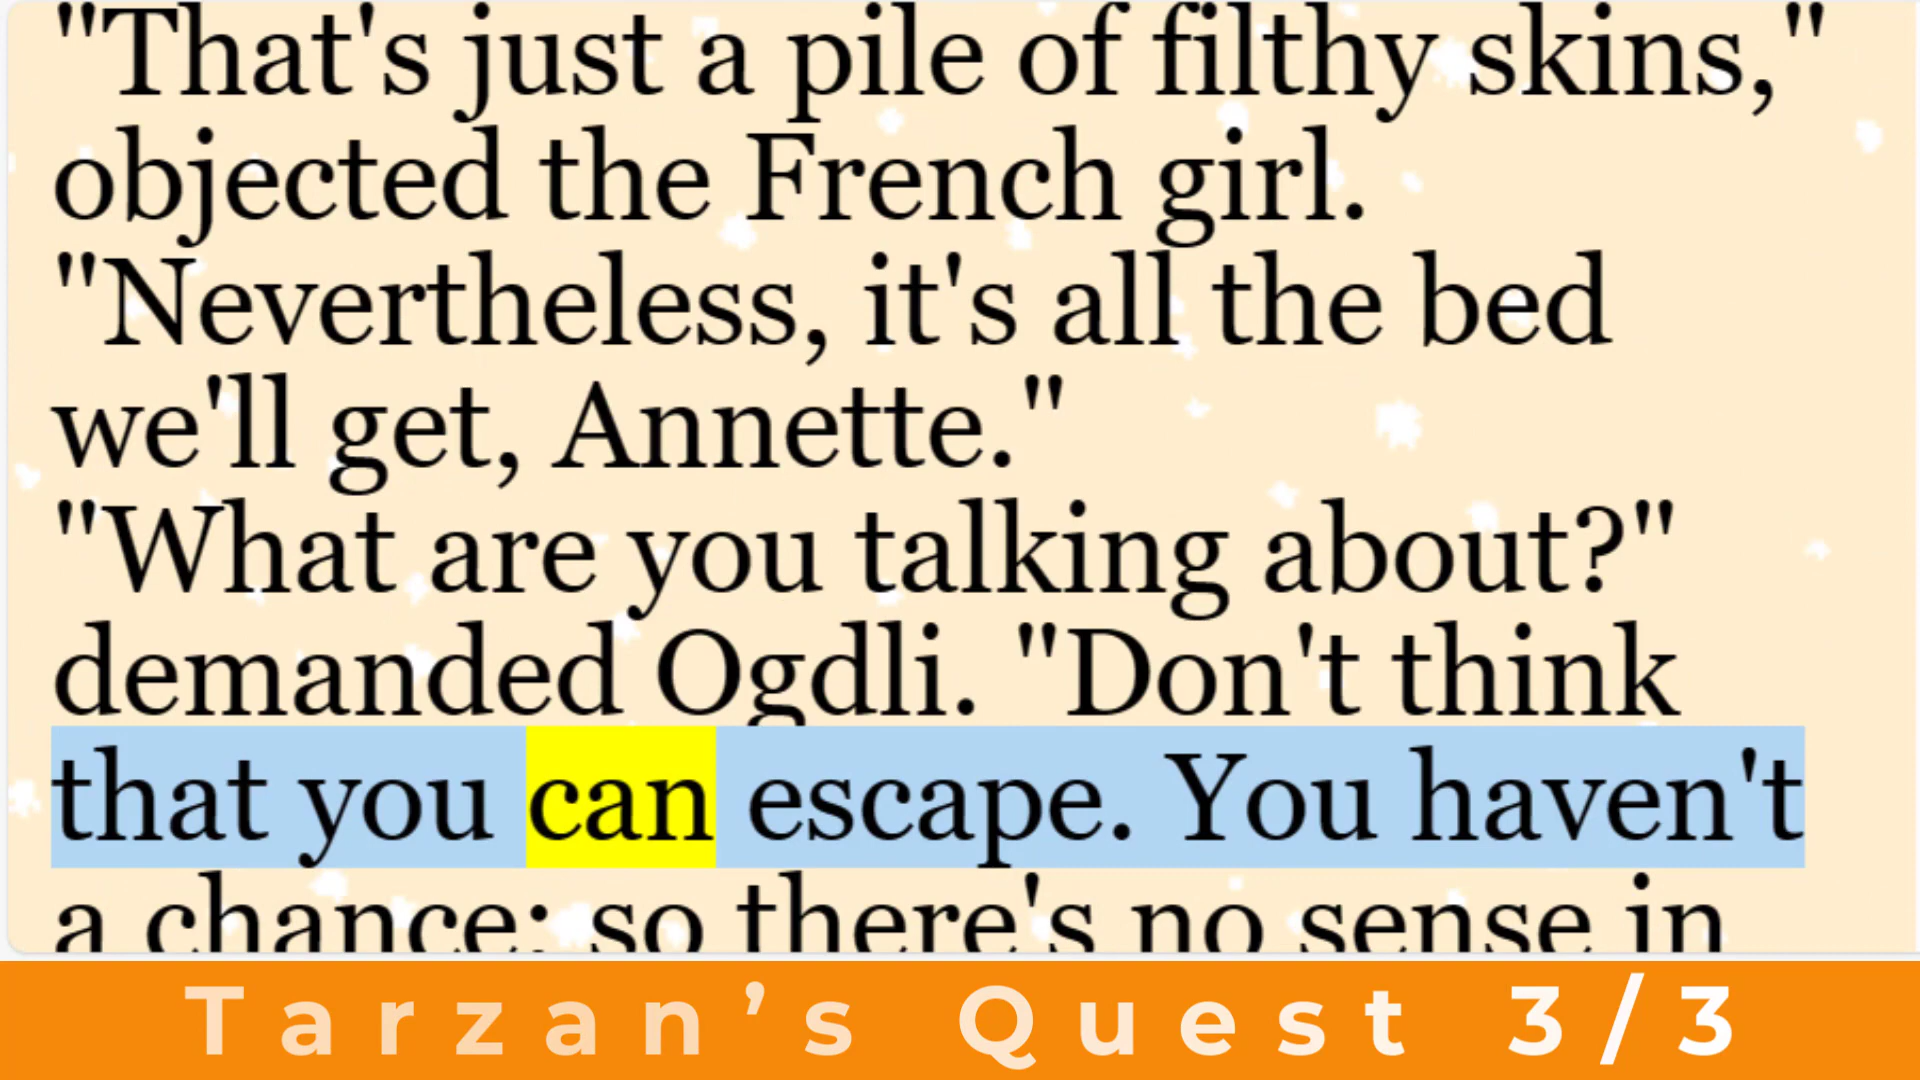 "That's just a pile of filthy skins,"
objected the French girl.
"Nevertheless, it's all the bed
we'll get, Annette."
"What are you talking about?"
demanded Ogdli. "Don't think
that you can escape. You haven't
a chance; so there's no sense in
Tarzan’s Quest 3/3